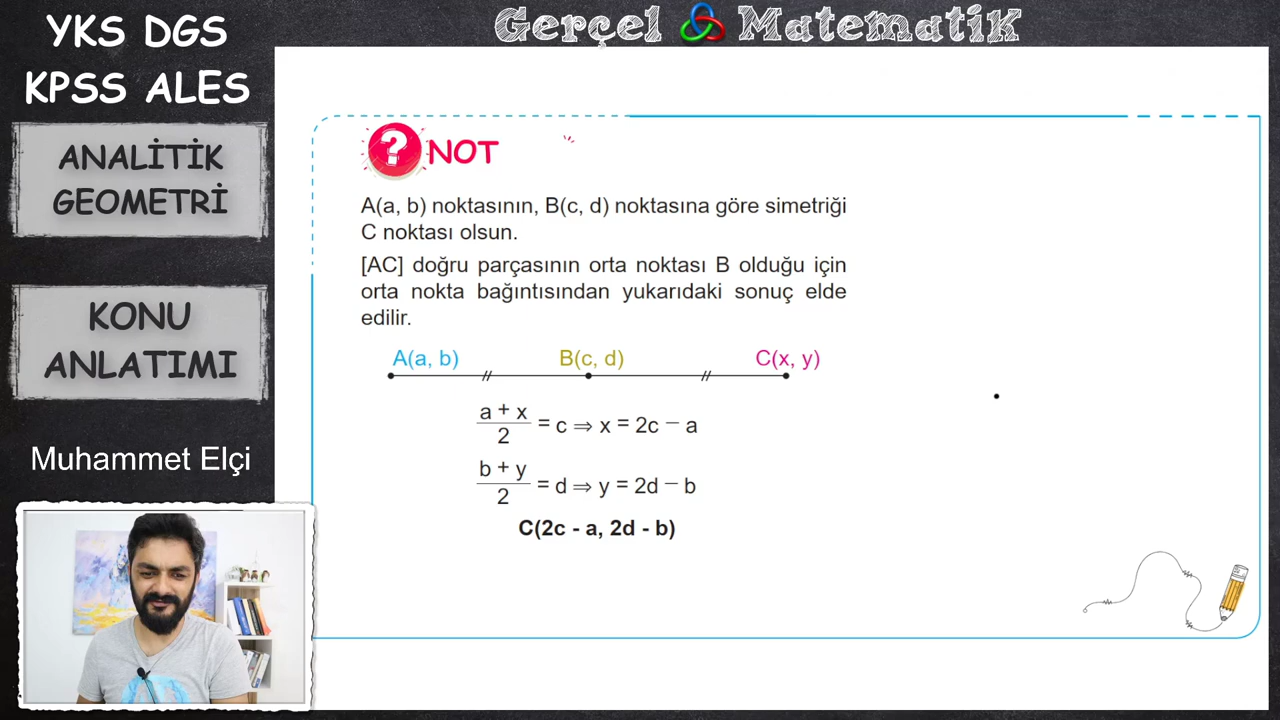 YKS DGS
KPSS ALES
Gerçel Matematik
ANALİTİK
GEOMETRİ
KONU
ANLATIMI
Muhammet Elçi
? NOT
A(a, b) noktasının, B(c, d) noktasına göre simetriği
C noktası olsun.
[AC] doğru parçasının orta noktası B olduğu için
orta nokta bağıntısından yukarıdaki sonuç elde
edilir.
A(a, b) B(c, d) C(x, y)
a + x
2
= c ⇒ x = 2c − a
b + y
2
= d ⇒ y = 2d − b
C(2c - a, 2d - b)